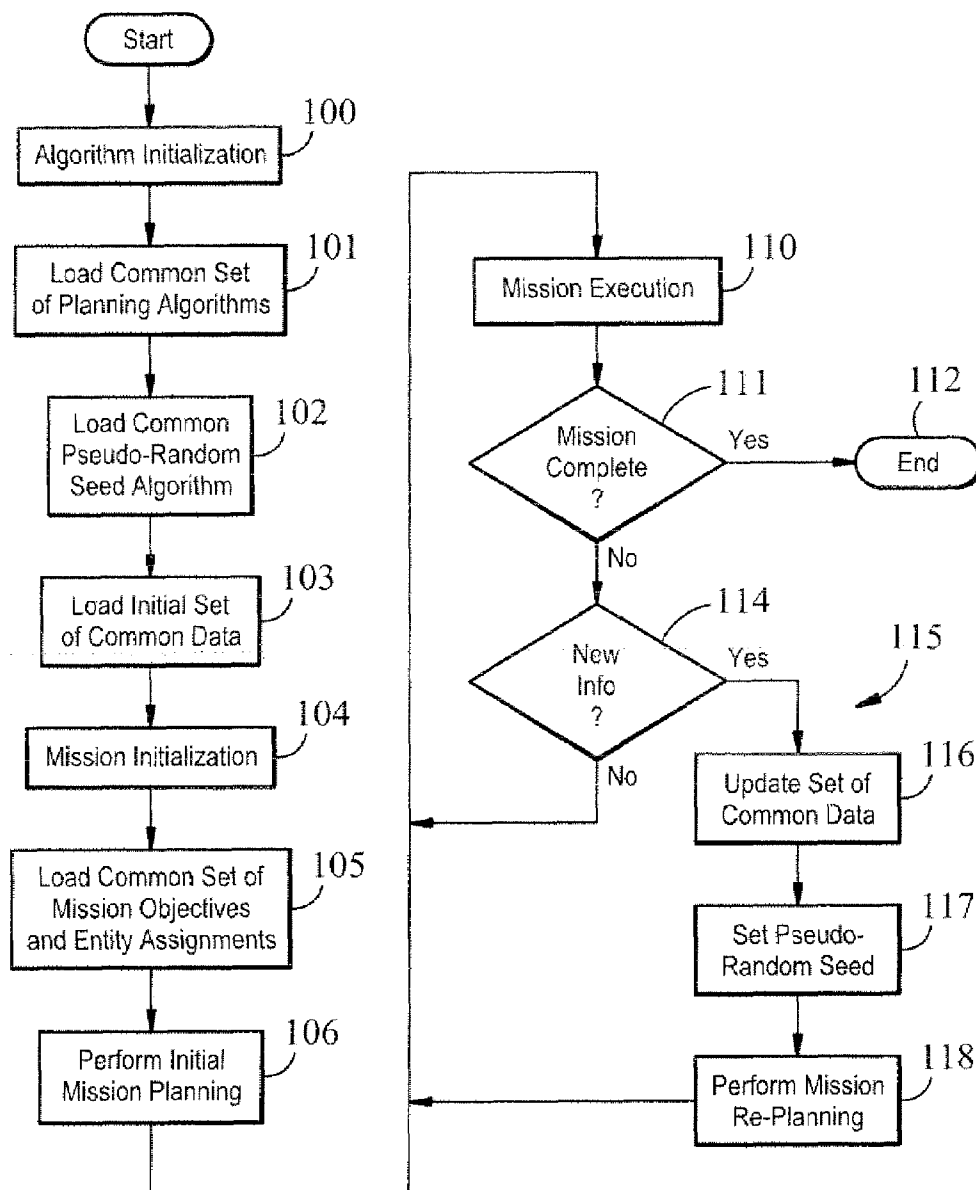 Start
100
Algorithm Initialization
101
Load Common Set
of Planning Algorithms
102
Load Common
Pseudo-Random
Seed Algorithm
103
Load Initial Set
of Common Data
104
Mission Initialization
105
Load Common Set of
Mission Objectives
and Entity Assignments
106
Perform Initial
Mission Planning
110
Mission Execution
111
Mission
Complete
?
Yes
112
End
No
114
New
Info
?
Yes
115
No
116
Update Set of
Common Data
117
Set Pseudo-
Random Seed
118
Perform Mission
Re-Planning